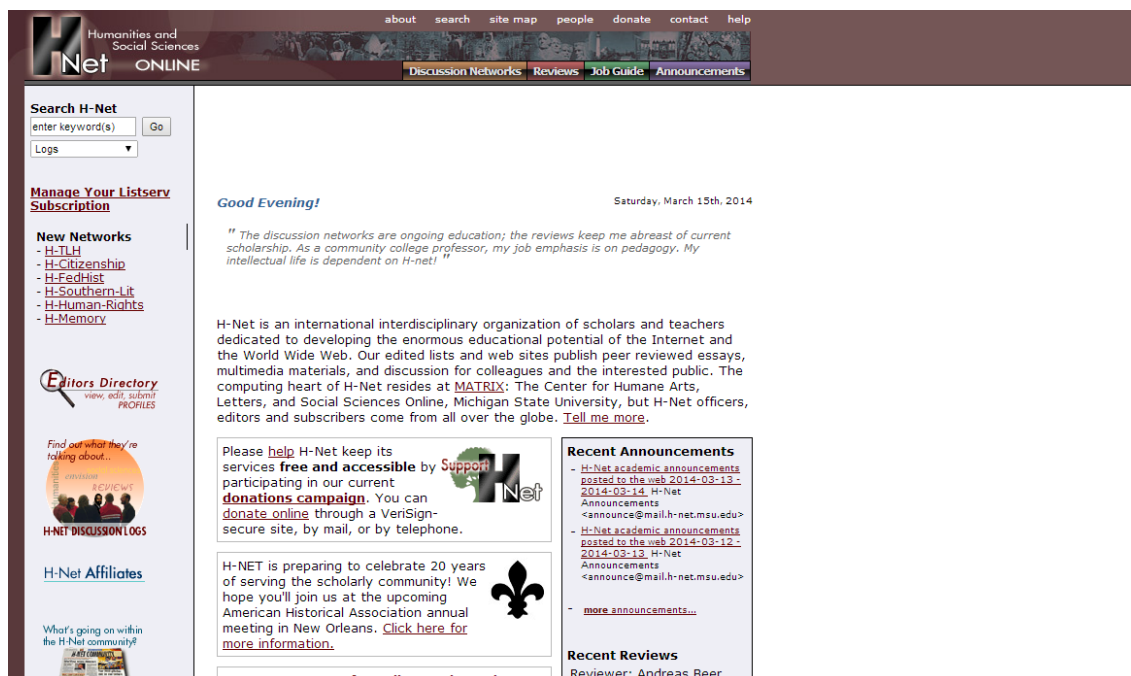 about search site map people donate contact help
Humanities and
Social Sciences
H Net ONLINE
Discussion Networks Reviews Job Guide Announcements
Search H-Net
enter keyword(s) Go
Logs
Manage Your Listserv
Subscription
New Networks
- H-TLH
- H-Citizenship
- H-FedHist
- H-Southern-Lit
- H-Human-Rights
- H-Memory
Editors Directory
view, edit, submit
PROFILES
Find out what they're
talking about...
envision
REVIEWS
H-NET DISCUSSION LOGS
H-Net Affiliates
What's going on within
the H-Net community?
Good Evening!
Saturday, March 15th, 2014
" The discussion networks are ongoing education; the reviews keep me abreast of current
scholarship. As a community college professor, my job emphasis is on pedagogy. My
intellectual life is dependent on H-net! "
H-Net is an international interdisciplinary organization of scholars and teachers
dedicated to developing the enormous educational potential of the Internet and
the World Wide Web. Our edited lists and web sites publish peer reviewed essays,
multimedia materials, and discussion for colleagues and the interested public. The
computing heart of H-Net resides at MATRIX: The Center for Humane Arts,
Letters, and Social Sciences Online, Michigan State University, but H-Net officers,
editors and subscribers come from all over the globe. Tell me more.
Please help H-Net keep its
services free and accessible by
participating in our current
donations campaign. You can
donate online through a VeriSign-
secure site, by mail, or by telephone.
Support
H Net
H-NET is preparing to celebrate 20 years
of serving the scholarly community! We
hope you'll join us at the upcoming
American Historical Association annual
meeting in New Orleans. Click here for
more information.
Recent Announcements
- H-Net academic announcements
posted to the web 2014-03-13 -
2014-03-14 H-Net
Announcements
<announce@mail.h-net.msu.edu>
- H-Net academic announcements
posted to the web 2014-03-12 -
2014-03-13 H-Net
Announcements
<announce@mail.h-net.msu.edu>
- more announcements...
Recent Reviews
Reviewer: Andreas Beer